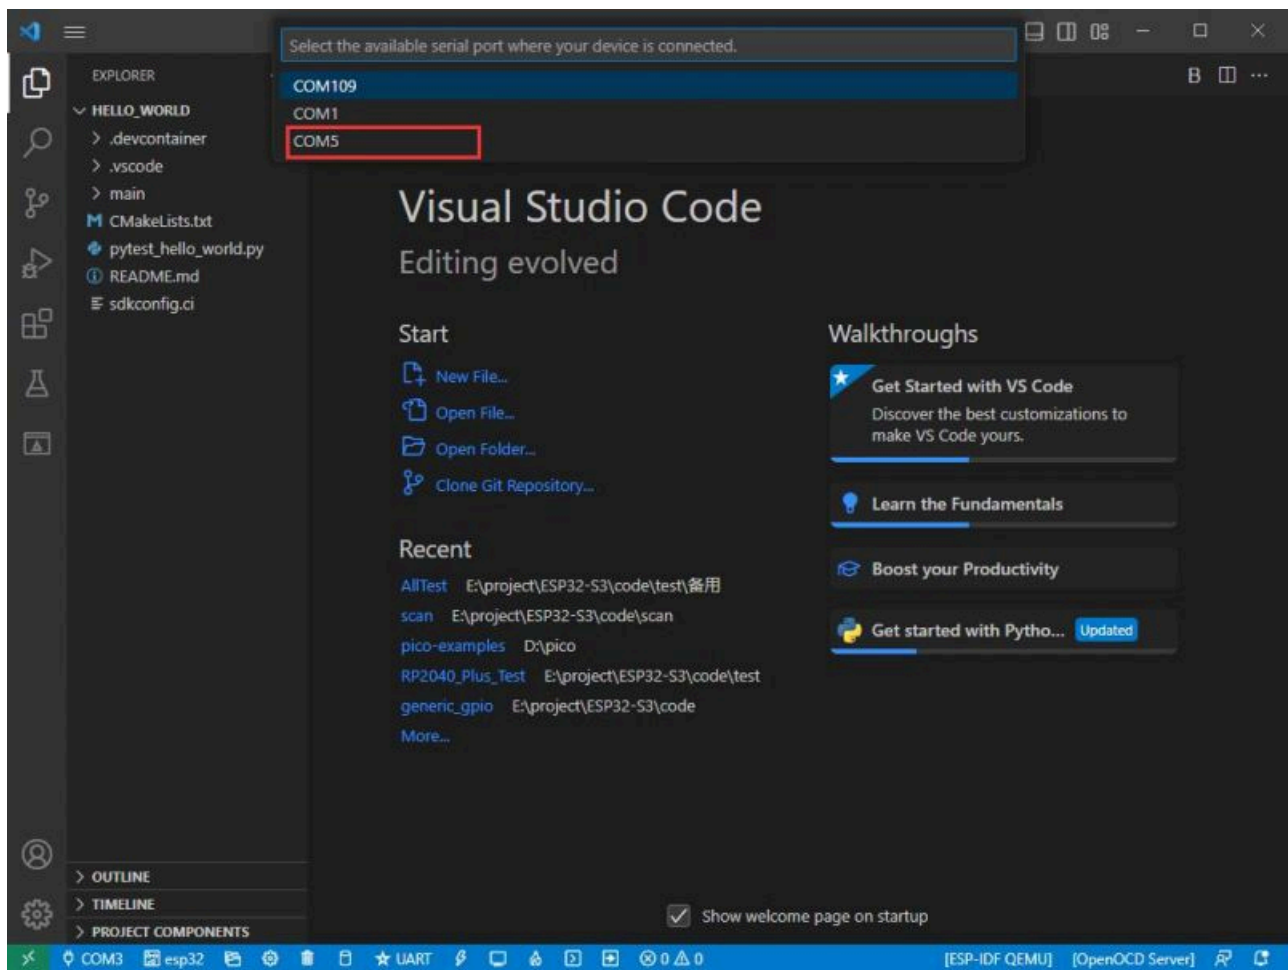 Select the available serial port where your device is connected.
COM109
COM1
COM5
EXPLORER
HELLO_WORLD
.devcontainer
.vscode
main
CMakeLists.txt
pytest_hello_world.py
README.md
sdkconfig.ci
Visual Studio Code
Editing evolved
Start
New File...
Open File...
Open Folder...
Clone Git Repository...
Recent
AllTest E:\project\ESP32-S3\code\test\备用
scan E:\project\ESP32-S3\code\scan
pico-examples D:\pico
RP2040_Plus_Test E:\project\ESP32-S3\code\test
generic_gpio E:\project\ESP32-S3\code
More...
Walkthroughs
Get Started with VS Code
Discover the best customizations to
make VS Code yours.
Learn the Fundamentals
Boost your Productivity
Get started with Pytho... Updated
OUTLINE
TIMELINE
PROJECT COMPONENTS
Show welcome page on startup
COM3 esp32 UART 0 0 [ESP-IDF QEMU] [OpenOCD Server]